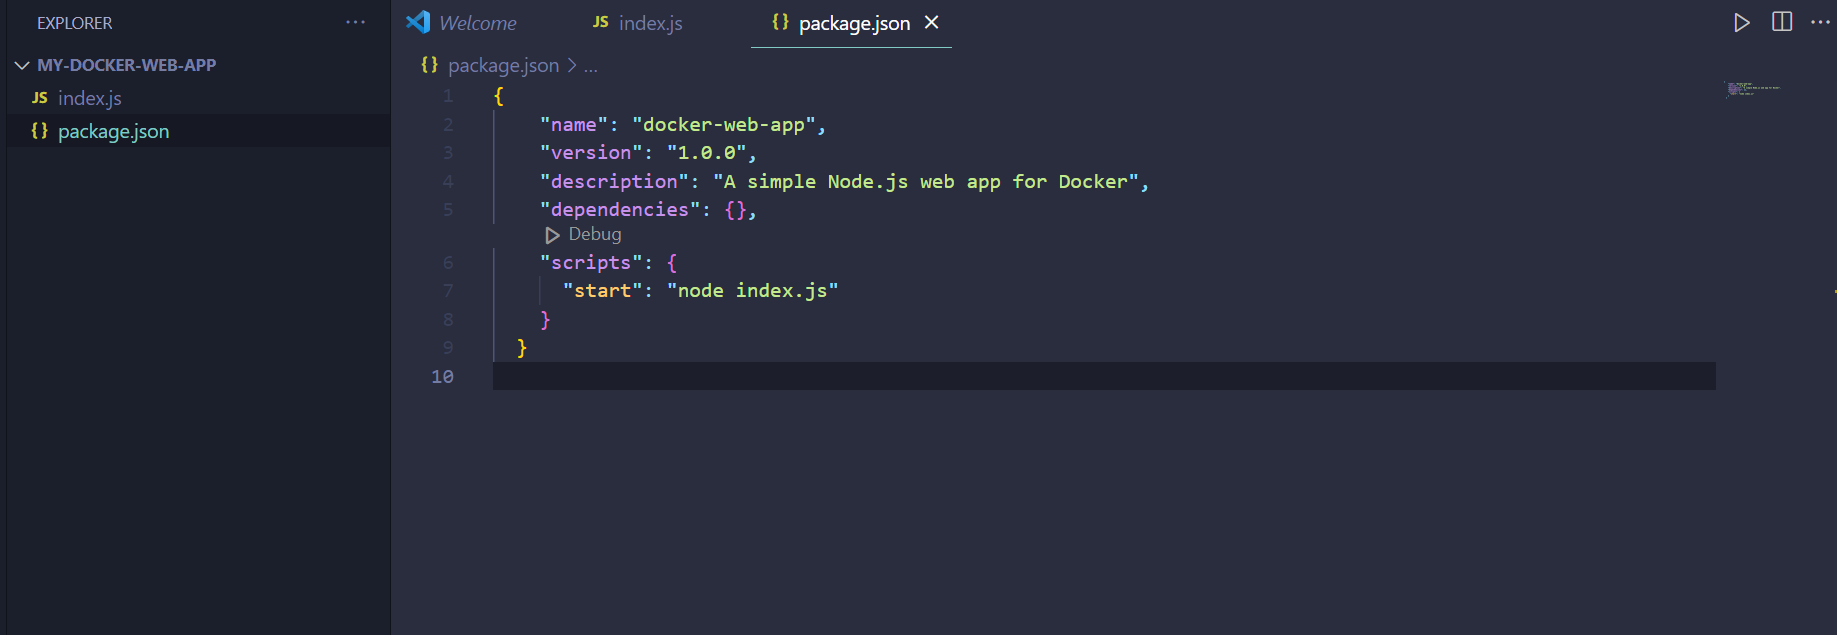 EXPLORER
MY-DOCKER-WEB-APP
JS index.js
{} package.json
Welcome
JS index.js
{} package.json
{} package.json > ...
1 {
2 "name": "docker-web-app",
3 "version": "1.0.0",
4 "description": "A simple Node.js web app for Docker",
5 "dependencies": {},
Debug
6 "scripts": {
7 "start": "node index.js"
8 }
9 }
10